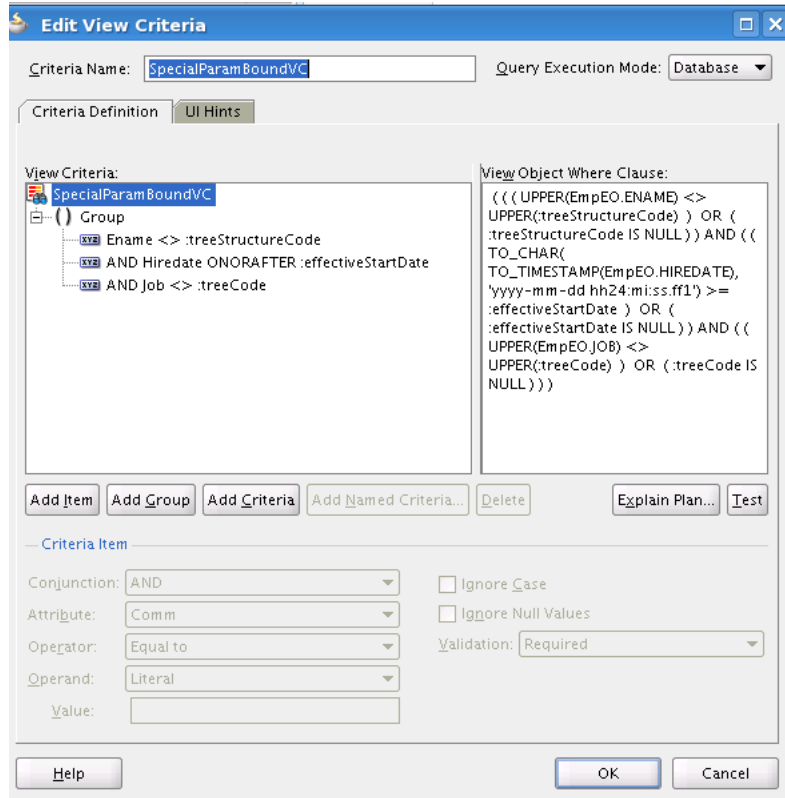 Edit View Criteria
Criteria Name: SpecialParamBoundVC Query Execution Mode: Database
Criteria Definition UI Hints
View Criteria:
SpecialParamBoundVC
() Group
XYZ Ename <> :treeStructureCode
XYZ AND Hiredate ONORAFTER :effectiveStartDate
XYZ AND Job <> :treeCode
View Object Where Clause:
( ( ( UPPER(EmpEO.ENAME) <>
UPPER(:treeStructureCode) ) OR (
:treeStructureCode IS NULL ) ) AND ( (
TO_CHAR(
TO_TIMESTAMP(EmpEO.HIREDATE),
'yyyy-mm-dd hh24:mi:ss.ff1') >=
:effectiveStartDate ) OR (
:effectiveStartDate IS NULL ) ) AND ( (
UPPER(EmpEO.JOB) <>
UPPER(:treeCode) ) OR ( :treeCode IS
NULL ) ) )
Add Item Add Group Add Criteria Add Named Criteria... Delete Explain Plan... Test
Criteria Item
Conjunction: AND
Attribute: Comm
Operator: Equal to
Operand: Literal
Value:
Ignore Case
Ignore Null Values
Validation: Required
Help OK Cancel